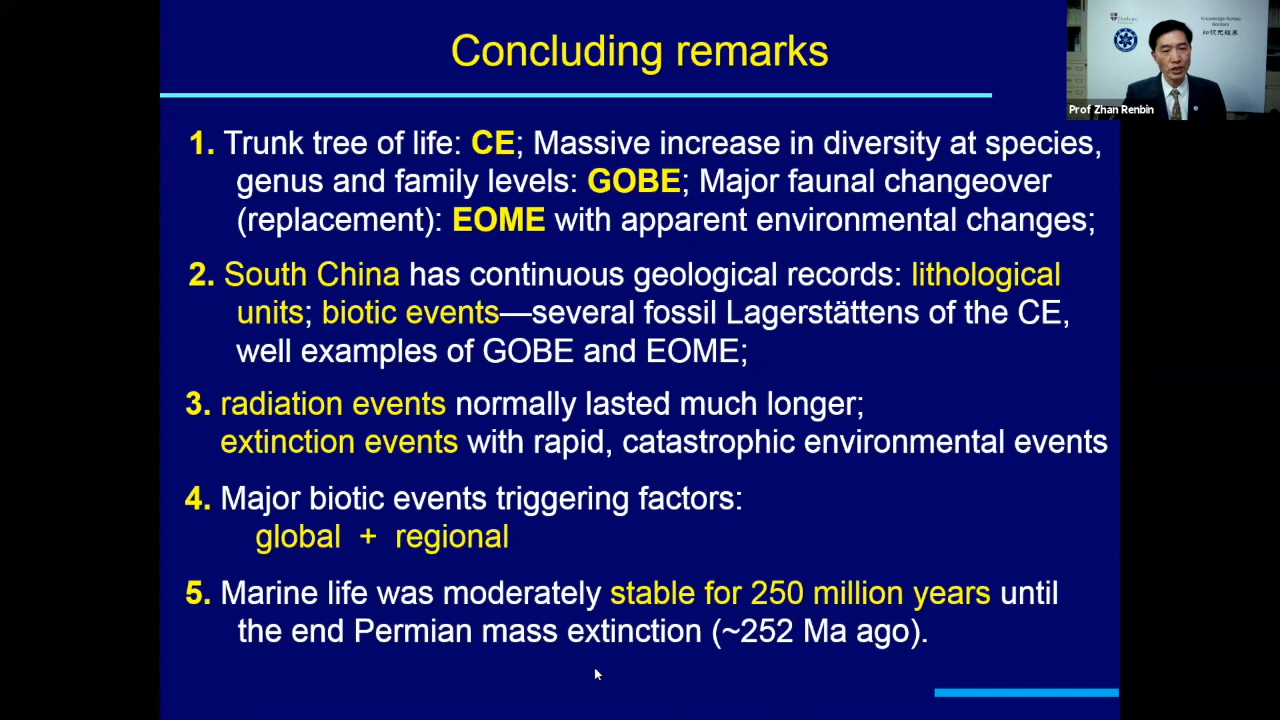 Concluding remarks
Knowledge Across
Borders
Prof Zhan Renbin
1. Trunk tree of life: CE; Massive increase in diversity at species,
genus and family levels: GOBE; Major faunal changeover
(replacement): EOME with apparent environmental changes;
2. South China has continuous geological records: lithological
units; biotic events—several fossil Lagerstättens of the CE,
well examples of GOBE and EOME;
3. radiation events normally lasted much longer;
extinction events with rapid, catastrophic environmental events
4. Major biotic events triggering factors:
global + regional
5. Marine life was moderately stable for 250 million years until
the end Permian mass extinction (~252 Ma ago).